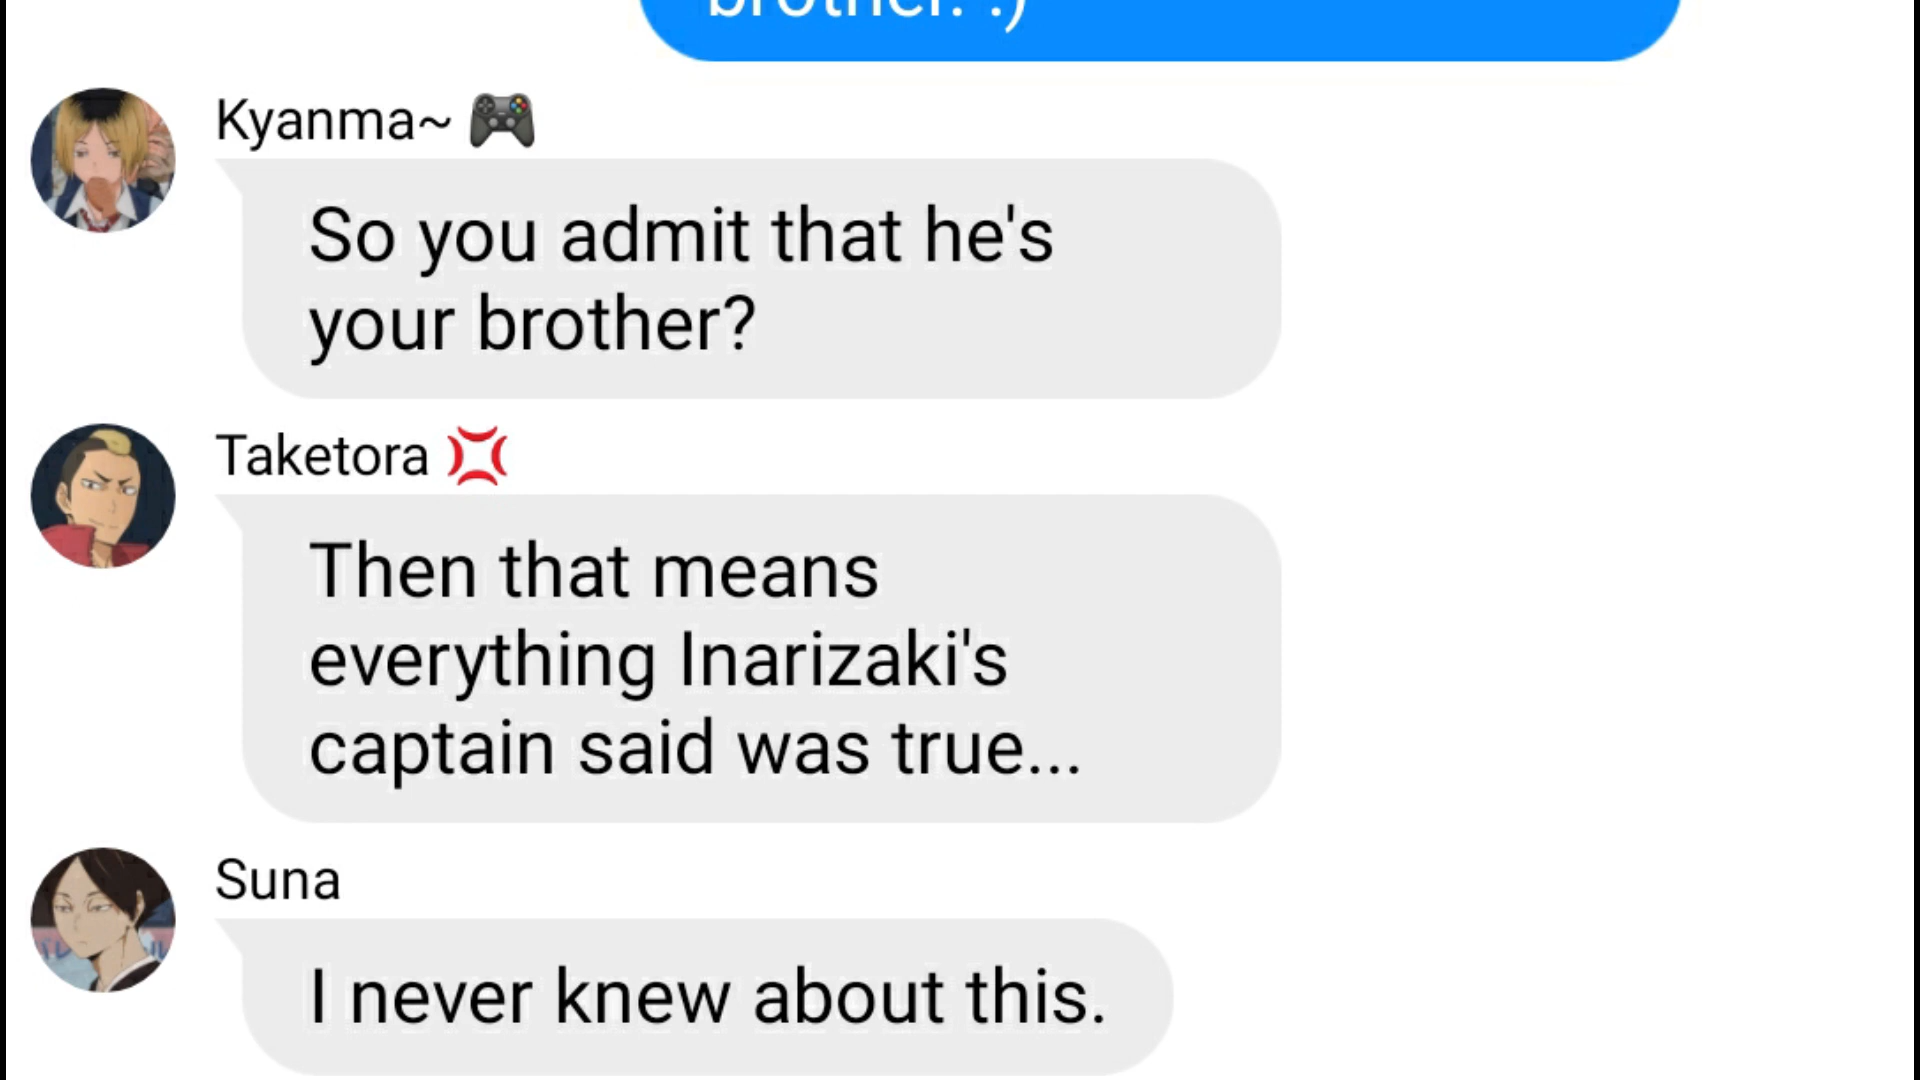 brother. :)
Kyanma~ 🎮
So you admit that he's
your brother?
Taketora 💢
Then that means
everything Inarizaki's
captain said was true...
Suna
I never knew about this.